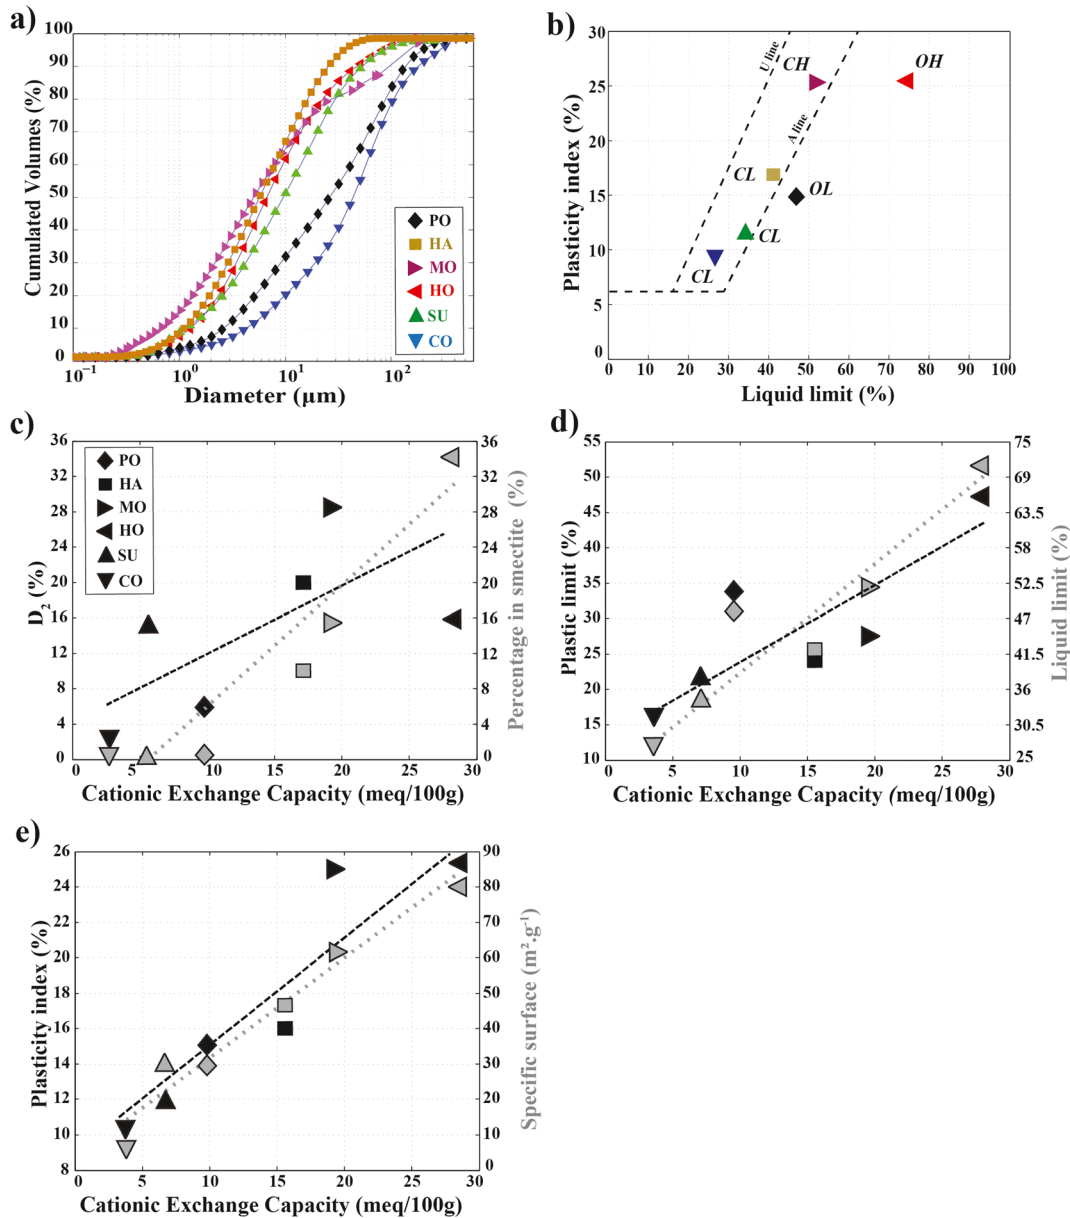 a)
Cumulated Volumes (%)
100
90
80
70
60
50
40
30
20
10
0
10⁻¹
10⁰
10¹
10²
Diameter (μm)
PO
HA
MO
HO
SU
CO
b)
Plasticity index (%)
30
25
20
15
10
5
0
0
10
20
30
40
50
60
70
80
90
100
Liquid limit (%)
U line
A line
CH
OH
CL
OL
CL
CL
c)
D₂ (%)
36
32
28
24
20
16
12
8
4
0
0
5
10
15
20
25
30
Cationic Exchange Capacity (meq/100g)
36
32
28
24
20
16
12
8
4
0
Percentage in smectite (%)
PO
HA
MO
HO
SU
CO
d)
Plastic limit (%)
55
50
45
40
35
30
25
20
15
10
5
10
15
20
25
30
Cationic Exchange Capacity (meq/100g)
75
69
63.5
58
52.5
47
41.5
36
30.5
25
Liquid limit (%)
e)
Plasticity index (%)
26
24
22
20
18
16
14
12
10
8
5
10
15
20
25
30
Cationic Exchange Capacity (meq/100g)
90
80
70
60
50
40
30
20
10
0
Specific surface (m².g⁻¹)